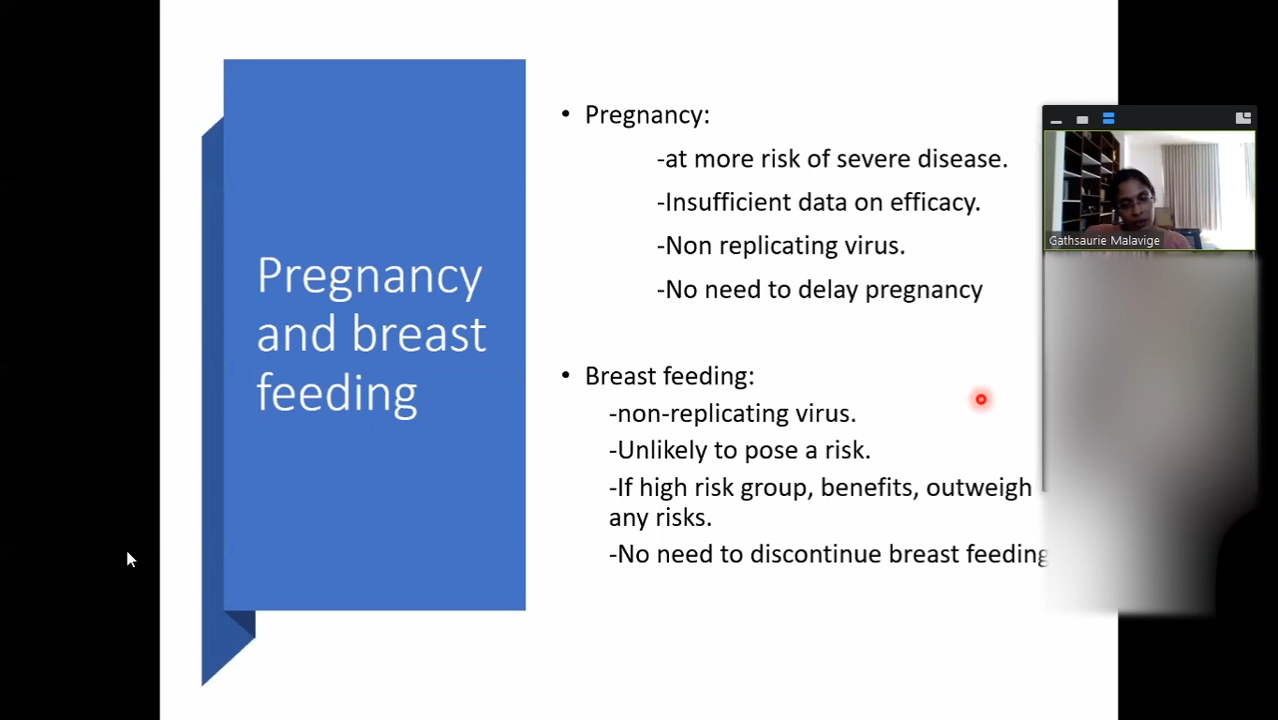 Pregnancy
and breast
feeding
• Pregnancy:
-at more risk of severe disease.
-Insufficient data on efficacy.
-Non replicating virus.
-No need to delay pregnancy
• Breast feeding:
-non-replicating virus.
-Unlikely to pose a risk.
-If high risk group, benefits, outweigh
any risks.
-No need to discontinue breast feeding
Gathsaurie Malavige